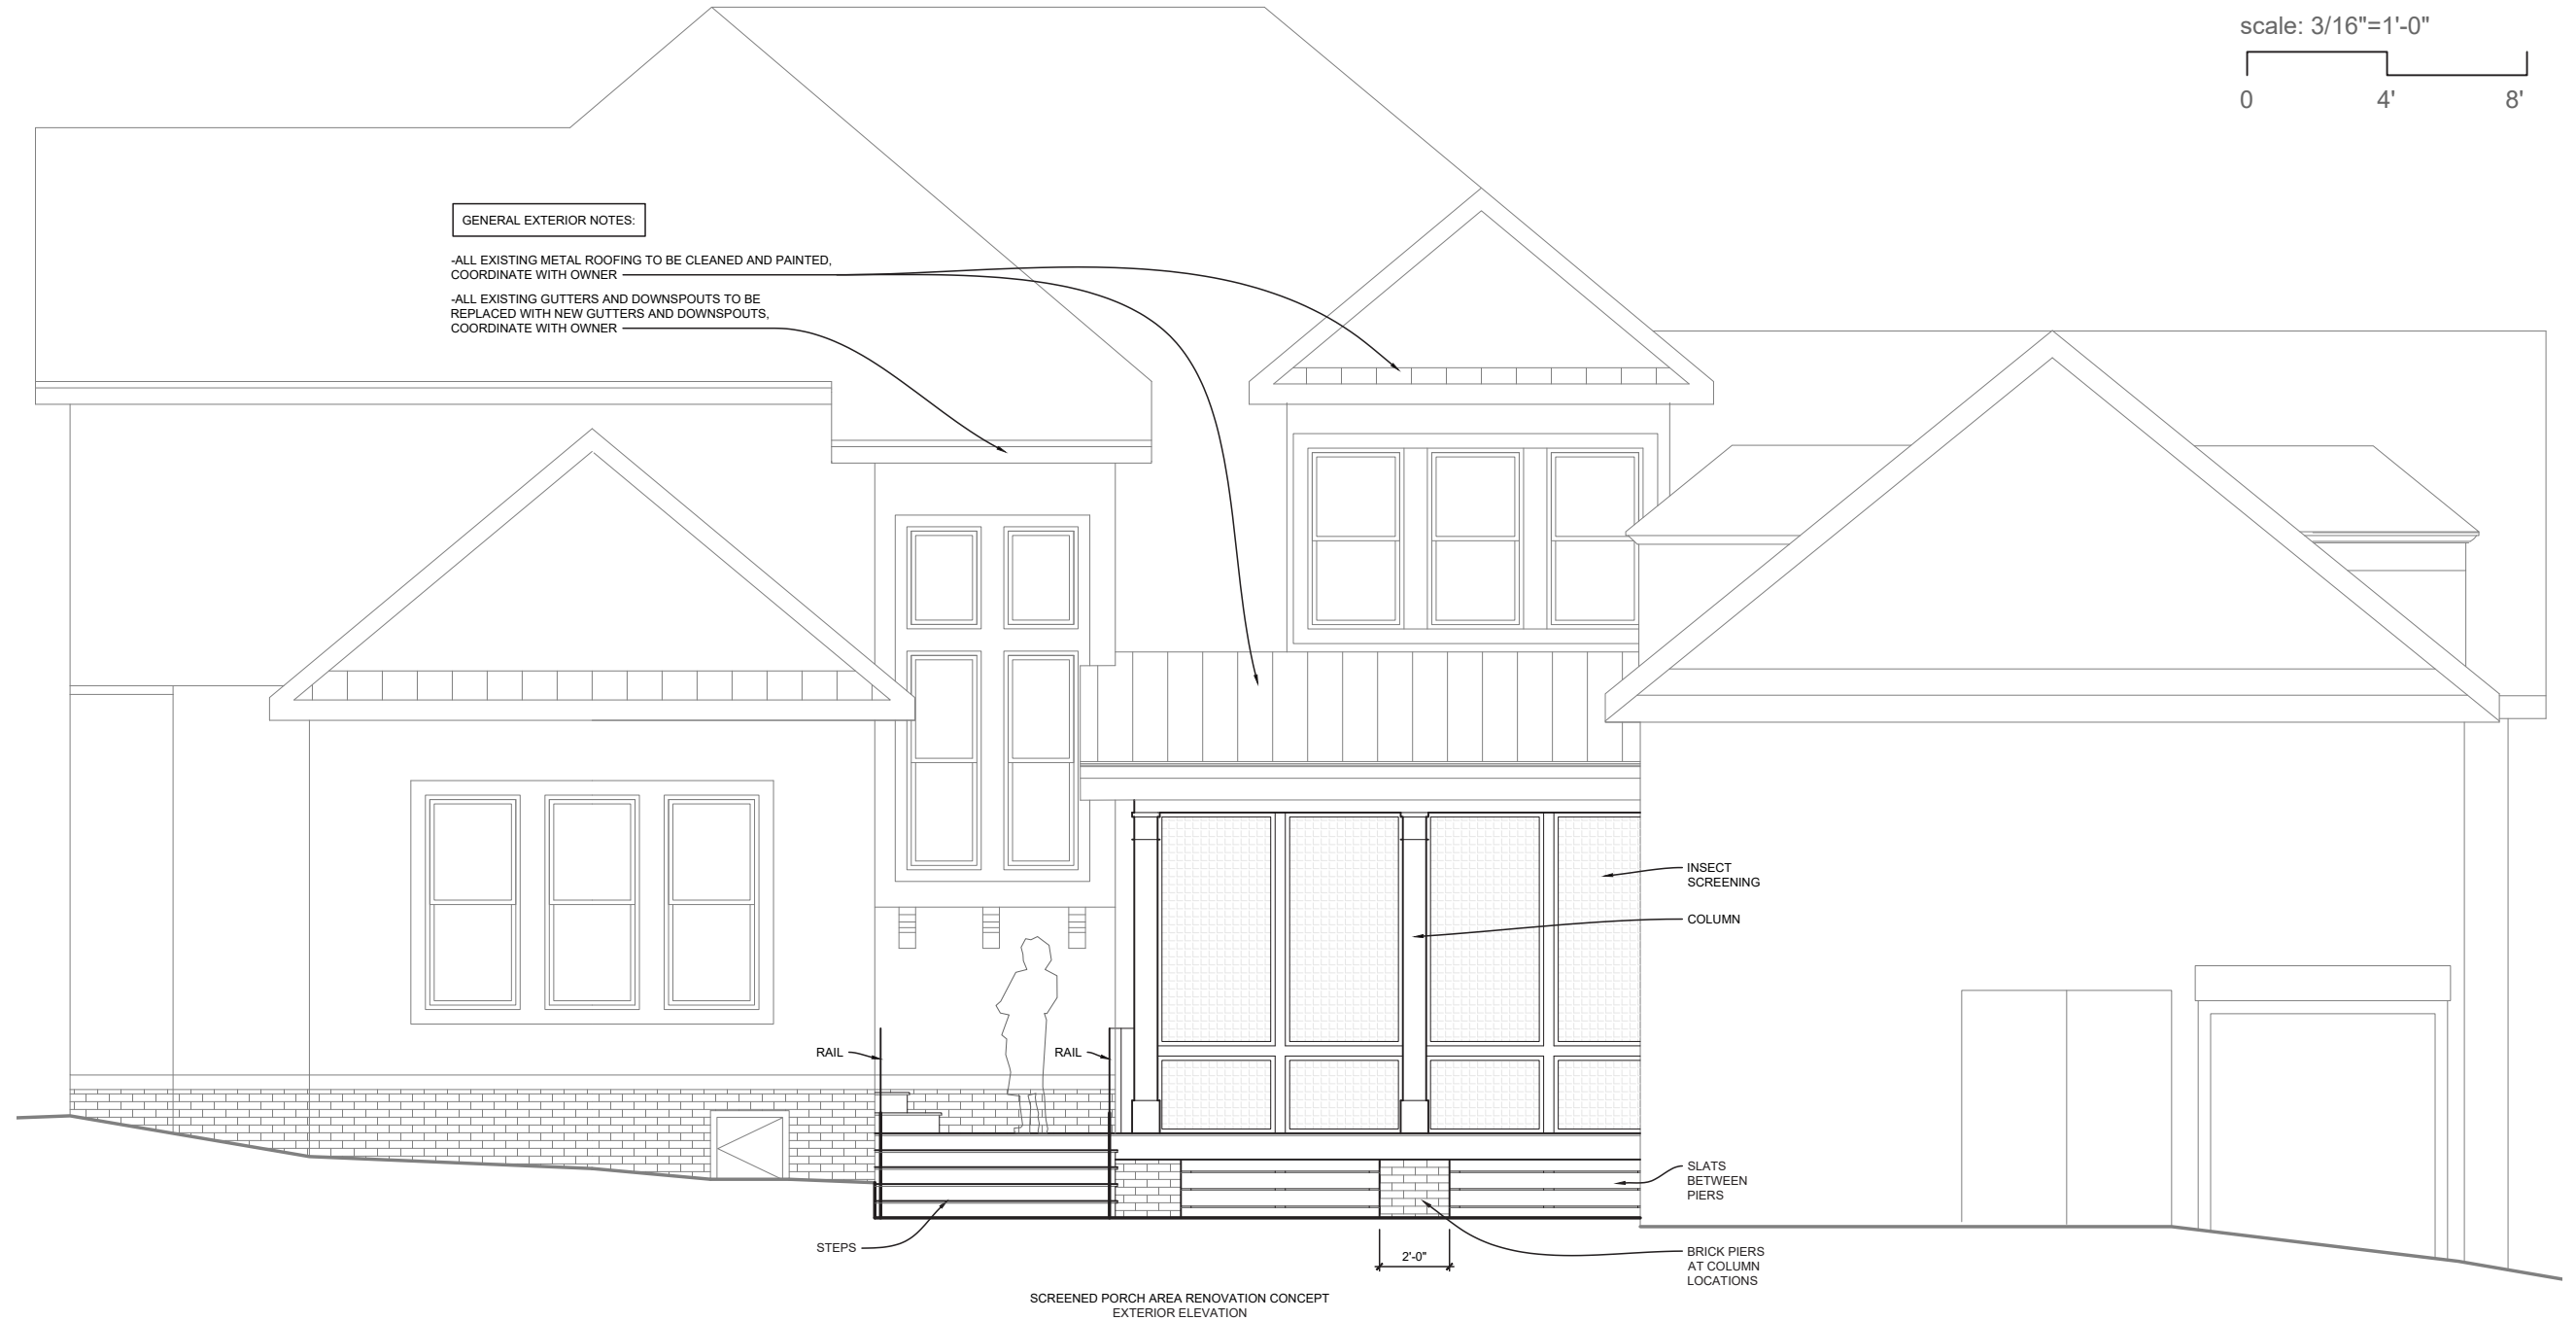 scale: 3/16"=1'-0"
0 4' 8'
GENERAL EXTERIOR NOTES:
-ALL EXISTING METAL ROOFING TO BE CLEANED AND PAINTED,
COORDINATE WITH OWNER
-ALL EXISTING GUTTERS AND DOWNSPOUTS TO BE
REPLACED WITH NEW GUTTERS AND DOWNSPOUTS,
COORDINATE WITH OWNER
INSECT
SCREENING
COLUMN
RAIL
RAIL
SLATS
BETWEEN
PIERS
STEPS
2'-0"
BRICK PIERS
AT COLUMN
LOCATIONS
SCREENED PORCH AREA RENOVATION CONCEPT
EXTERIOR ELEVATION